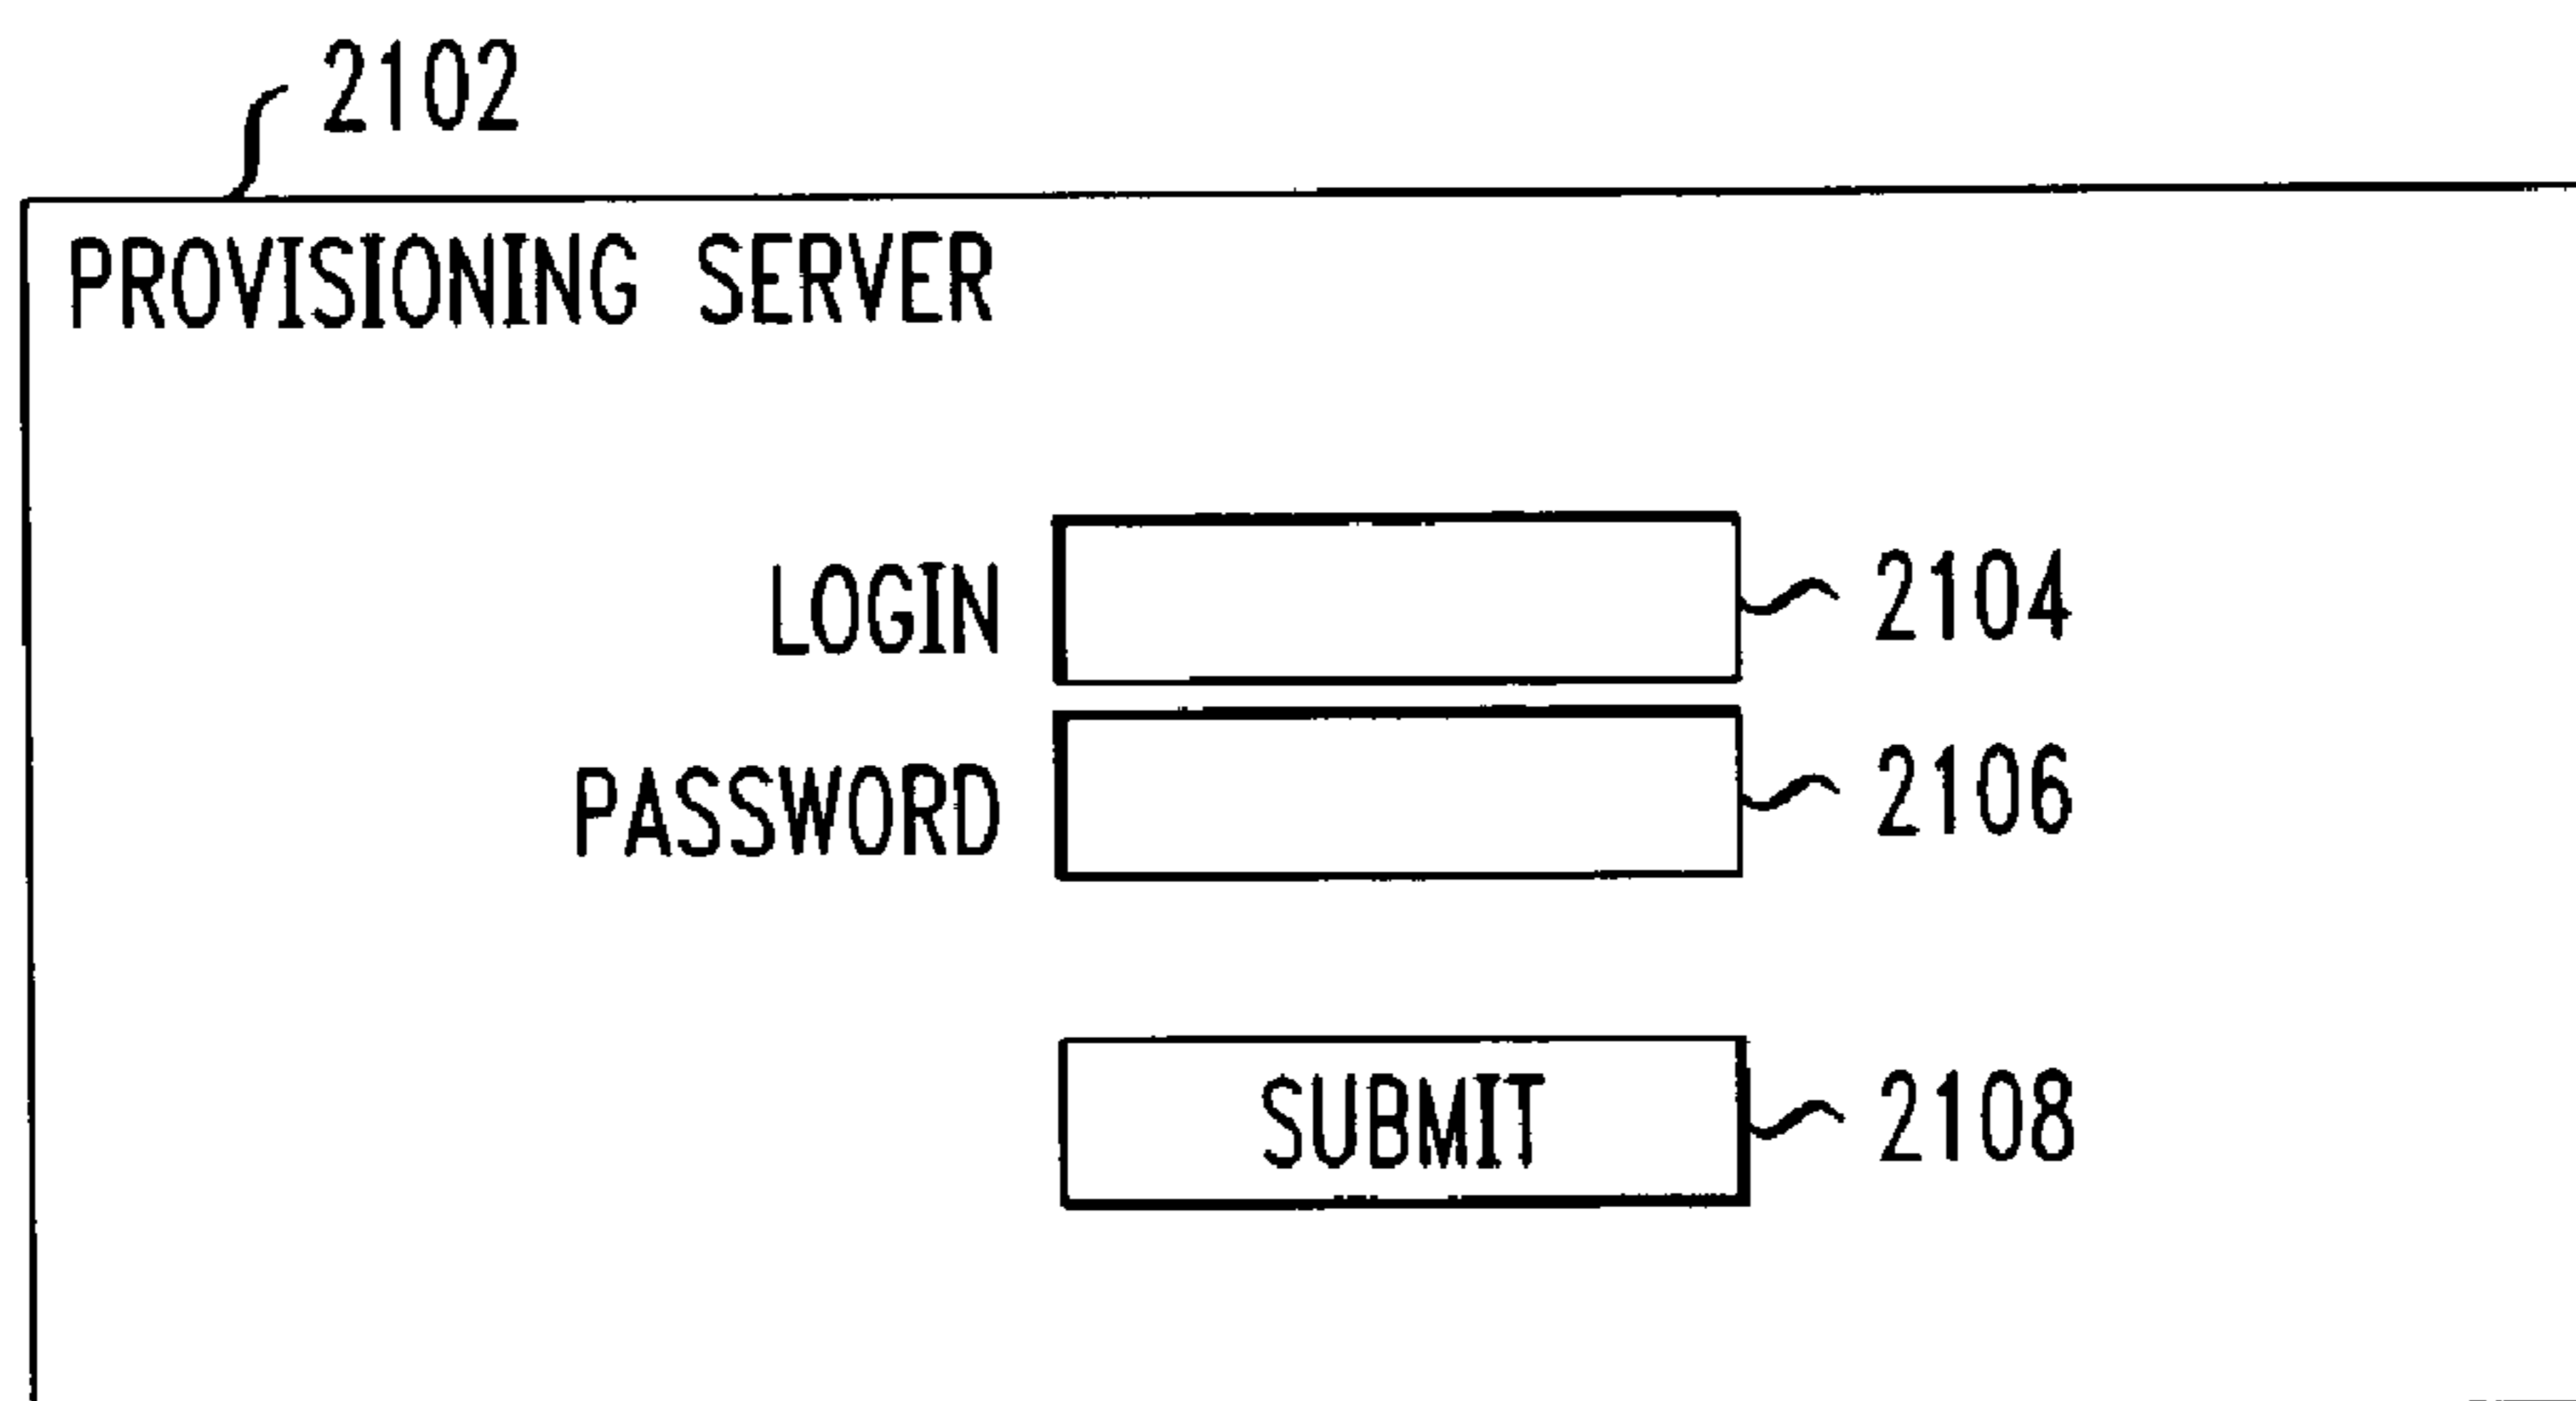 2102
PROVISIONING SERVER
LOGIN 2104
PASSWORD 2106
SUBMIT 2108